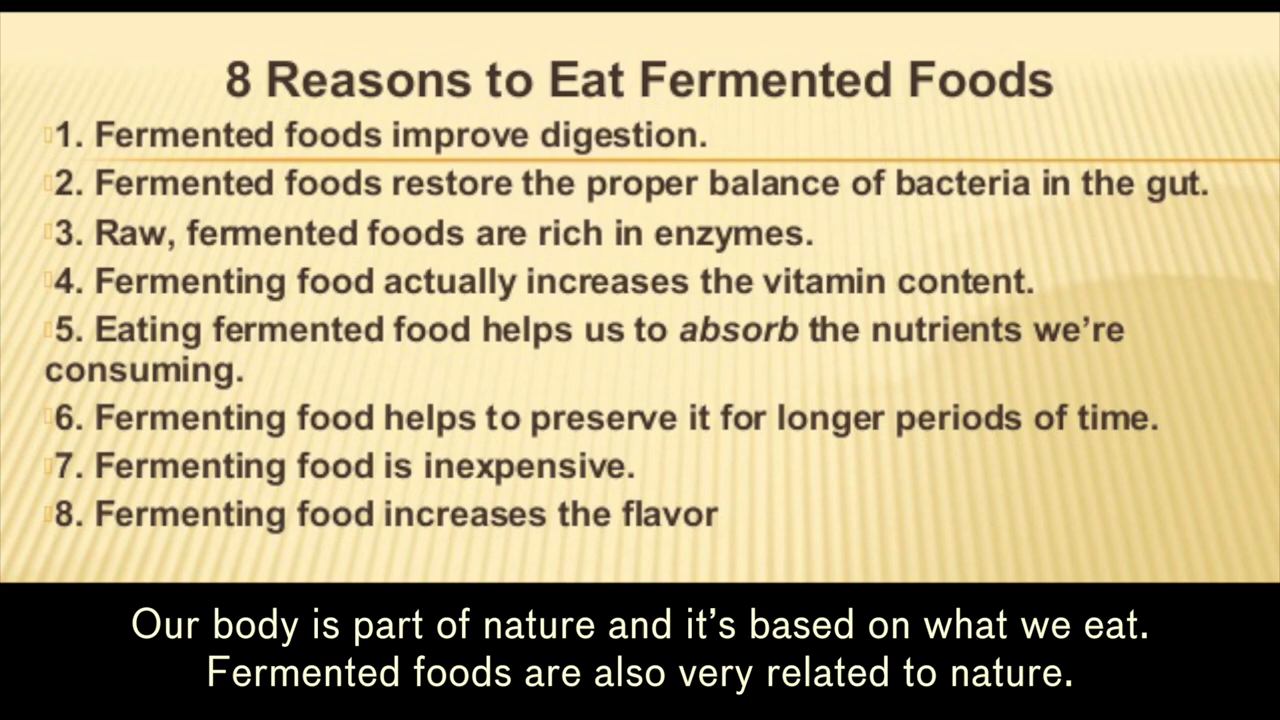 8 Reasons to Eat Fermented Foods
1. Fermented foods improve digestion.
2. Fermented foods restore the proper balance of bacteria in the gut.
3. Raw, fermented foods are rich in enzymes.
4. Fermenting food actually increases the vitamin content.
5. Eating fermented food helps us to absorb the nutrients we’re
consuming.
6. Fermenting food helps to preserve it for longer periods of time.
7. Fermenting food is inexpensive.
8. Fermenting food increases the flavor
Our body is part of nature and it’s based on what we eat.
Fermented foods are also very related to nature.